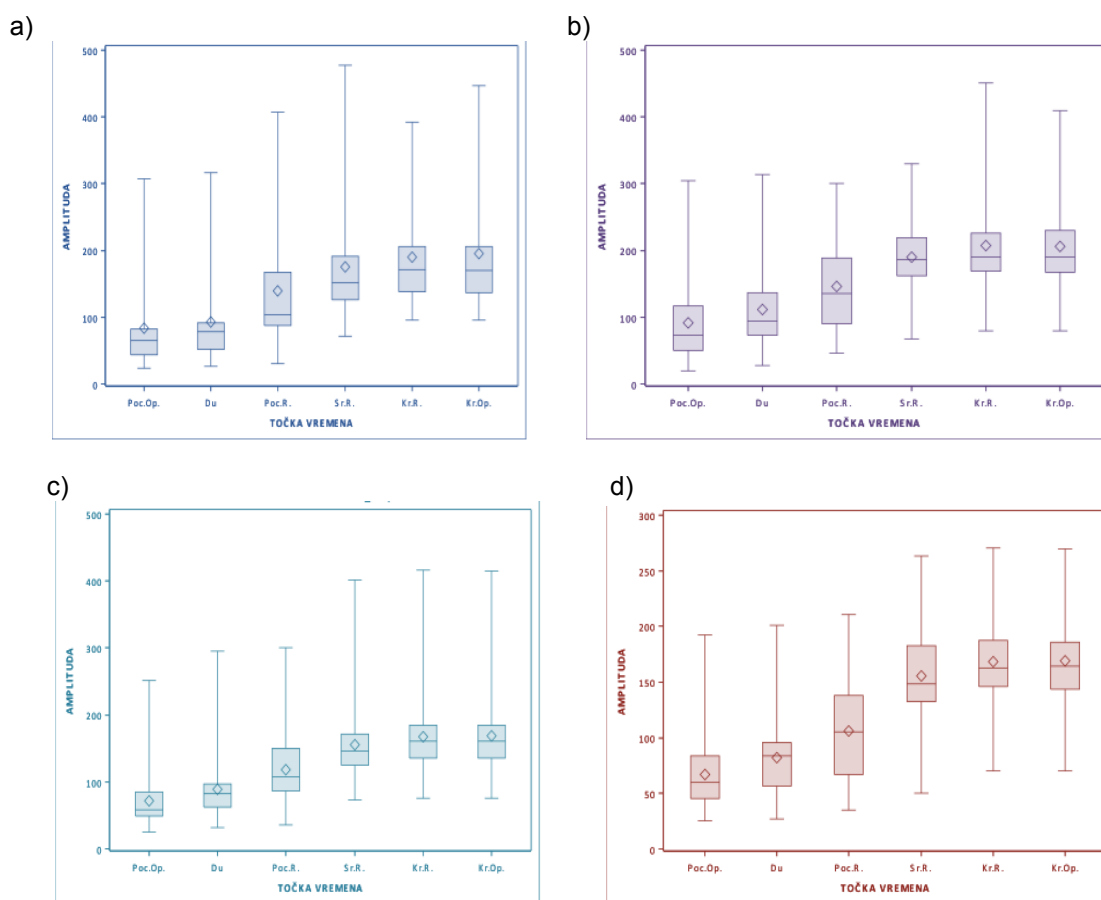 a)
500
400
300
200
100
0
AMPLITUDA
Poc.Op. Du Poc.R. Sr.R. Kr.R. Kr.Op.
TOČKA VREMENA
b)
500
400
300
200
100
0
AMPLITUDA
Poc.Op. Du Poc.R. Sr.R. Kr.R. Kr.Op.
TOČKA VREMENA
c)
500
400
300
200
100
0
AMPLITUDA
Poc.Op. Du Poc.R. Sr.R. Kr.R. Kr.Op.
TOČKA VREMENA
d)
300
250
200
150
100
50
0
AMPLITUDA
Poc.Op. Du Poc.R. Sr.R. Kr.R. Kr.Op.
TOČKA VREMENA